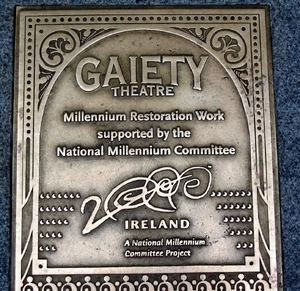 GAIETY
THEATRE
Millennium Restoration Work
supported by the
National Millennium Committee
2000
IRELAND
A National Millennium
Committee Project